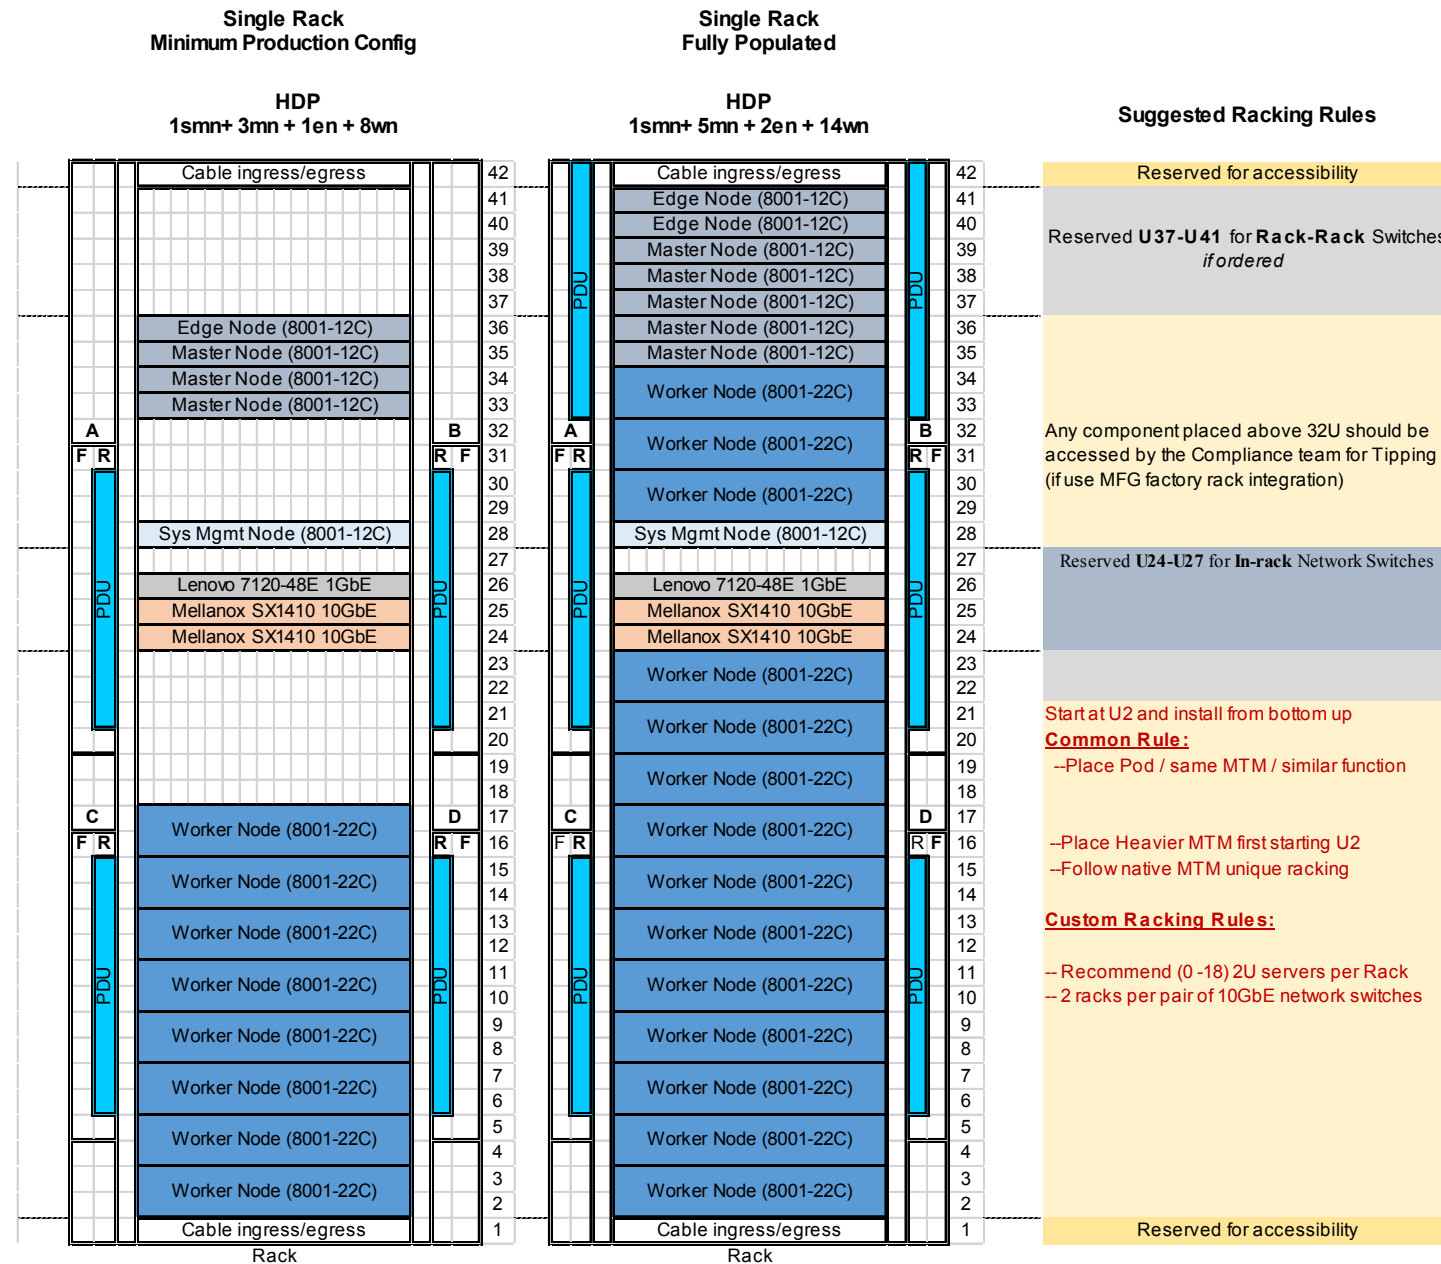 Single Rack
Minimum Production Config
HDP
1smn+ 3mn + 1en + 8wn
Single Rack
Fully Populated
HDP
1smn+ 5mn + 2en + 14wn
Suggested Racking Rules
Cable ingress/egress 42 Cable ingress/egress 42 Reserved for accessibility
41 Edge Node (8001-12C) 41
40 Edge Node (8001-12C) 40
39 Master Node (8001-12C) 39 Reserved U37-U41 for Rack-Rack Switches
38 Master Node (8001-12C) 38 if ordered
PDU PDU
37 Master Node (8001-12C) 37
Edge Node (8001-12C) 36 Master Node (8001-12C) 36
Master Node (8001-12C) 35 Master Node (8001-12C) 35
Master Node (8001-12C) 34 Worker Node (8001-22C) 34
Master Node (8001-12C) 33 33
A B 32 A Worker Node (8001-22C) B 32 Any component placed above 32U should be
F R R F 31 F R R F 31 accessed by the Compliance team for Tipping
30 Worker Node (8001-22C) 30 (if use MFG factory rack integration)
29 29
Sys Mgmt Node (8001-12C) 28 Sys Mgmt Node (8001-12C) 28
27 27 Reserved U24-U27 for In-rack Network Switches
Lenovo 7120-48E 1GbE 26 Lenovo 7120-48E 1GbE 26
PDU PDU PDU PDU
Mellanox SX1410 10GbE 25 Mellanox SX1410 10GbE 25
Mellanox SX1410 10GbE 24 Mellanox SX1410 10GbE 24
23 Worker Node (8001-22C) 23
22 22
21 Worker Node (8001-22C) 21 Start at U2 and install from bottom up
20 20 Common Rule:
19 Worker Node (8001-22C) 19 --Place Pod / same MTM / similar function
18 18
C Worker Node (8001-22C) D 17 C Worker Node (8001-22C) D 17
F R R F 16 F R R F 16 --Place Heavier MTM first starting U2
Worker Node (8001-22C) 15 Worker Node (8001-22C) 15 --Follow native MTM unique racking
14 14
Worker Node (8001-22C) 13 Worker Node (8001-22C) 13 Custom Racking Rules:
12 12
Worker Node (8001-22C) 11 Worker Node (8001-22C) 11 -- Recommend (0 -18) 2U servers per Rack
PDU PDU PDU PDU
10 10 -- 2 racks per pair of 10GbE network switches
Worker Node (8001-22C) 9 Worker Node (8001-22C) 9
8 8
Worker Node (8001-22C) 7 Worker Node (8001-22C) 7
6 6
Worker Node (8001-22C) 5 Worker Node (8001-22C) 5
4 4
Worker Node (8001-22C) 3 Worker Node (8001-22C) 3
2 2
Cable ingress/egress 1 Cable ingress/egress 1 Reserved for accessibility
Rack Rack